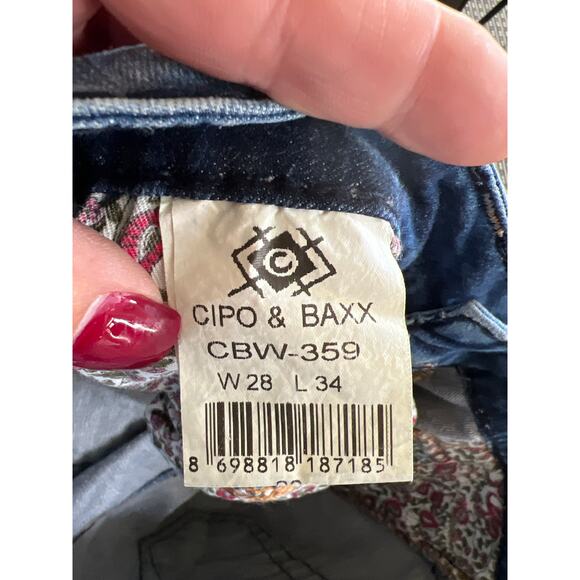 C
CIPO & BAXX
CBW-359
W 28 L 34
8 698818 187185